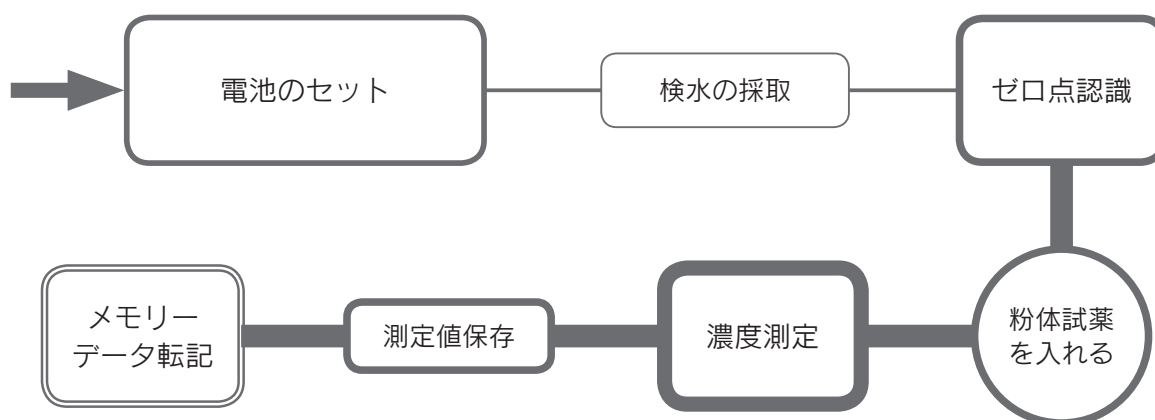 電池のセット
検水の採取
ゼロ点認識
粉体試薬
を入れる
濃度測定
測定値保存
メモリー
データ転記